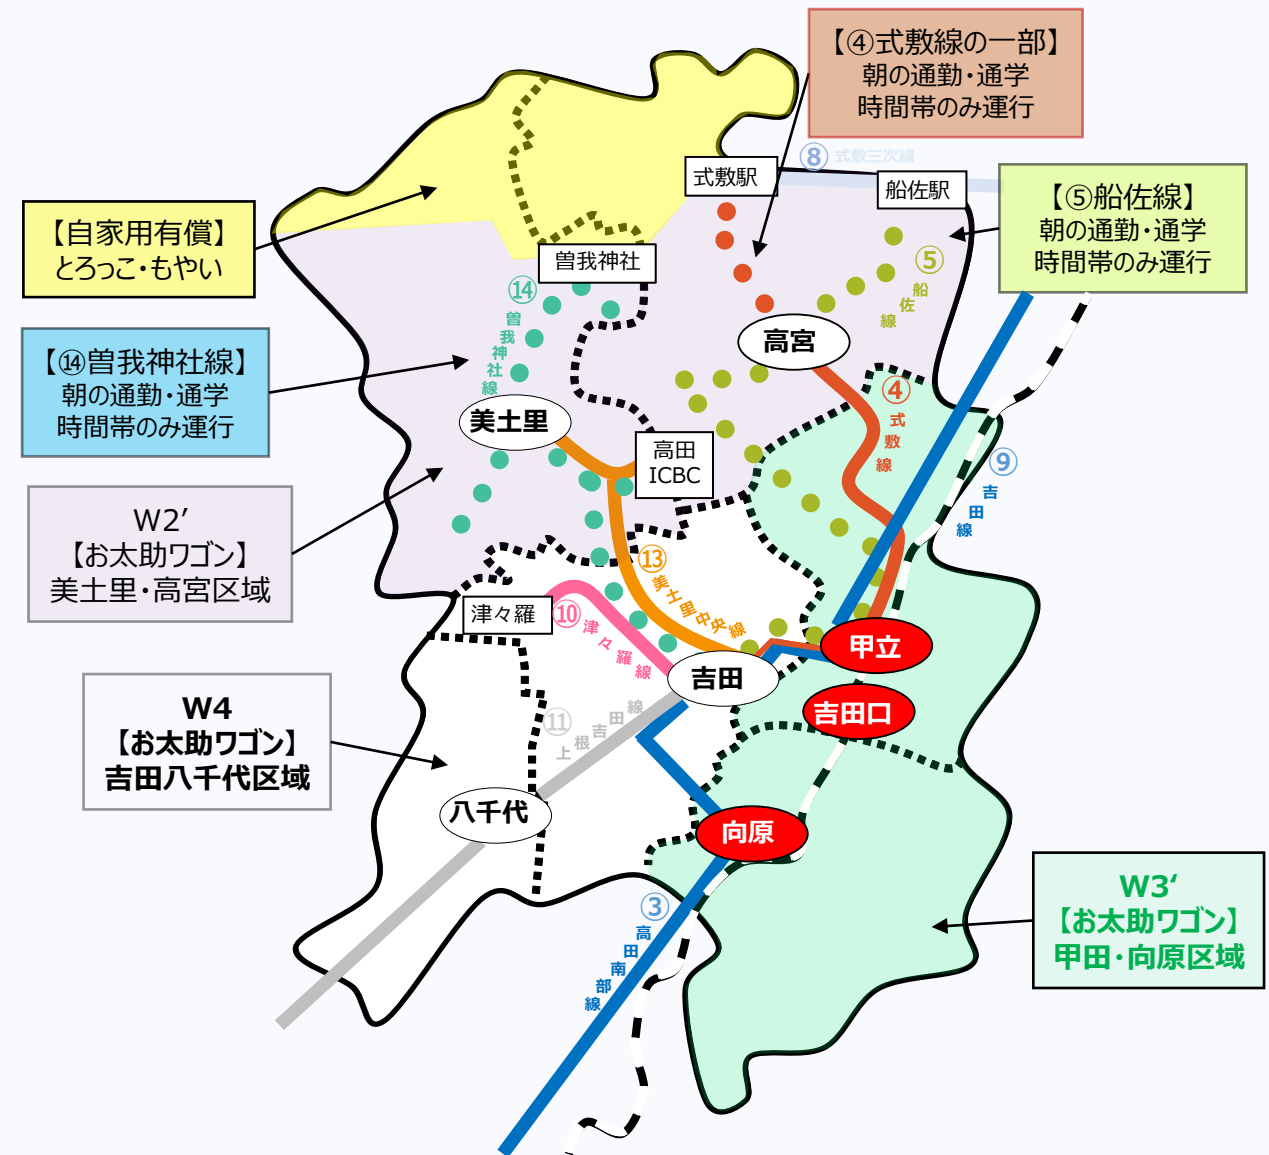 【④式敷線の一部】
朝の通勤・通学
時間帯のみ運行
⑧ 式敷三次線
式敷駅
船佐駅
【⑤船佐線】
朝の通勤・通学
時間帯のみ運行
【自家用有償】
とろっこ・もやい
曽我神社
⑤
船佐線
⑭
曽我神社線
【⑭曽我神社線】
朝の通勤・通学
時間帯のみ運行
高宮
④
式敷線
美土里
高田
ICBC
⑨
吉田線
W2’
【お太助ワゴン】
美土里・高宮区域
⑬
美土里中央線
津々羅
⑩
津々羅線
甲立
吉田
吉田口
W4
【お太助ワゴン】
吉田八千代区域
⑪
上根吉田線
八千代
向原
③
高田南部線
W3‘
【お太助ワゴン】
甲田・向原区域